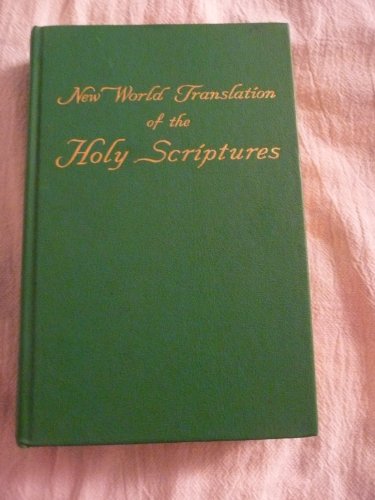 New World Translation
of the
Holy Scriptures